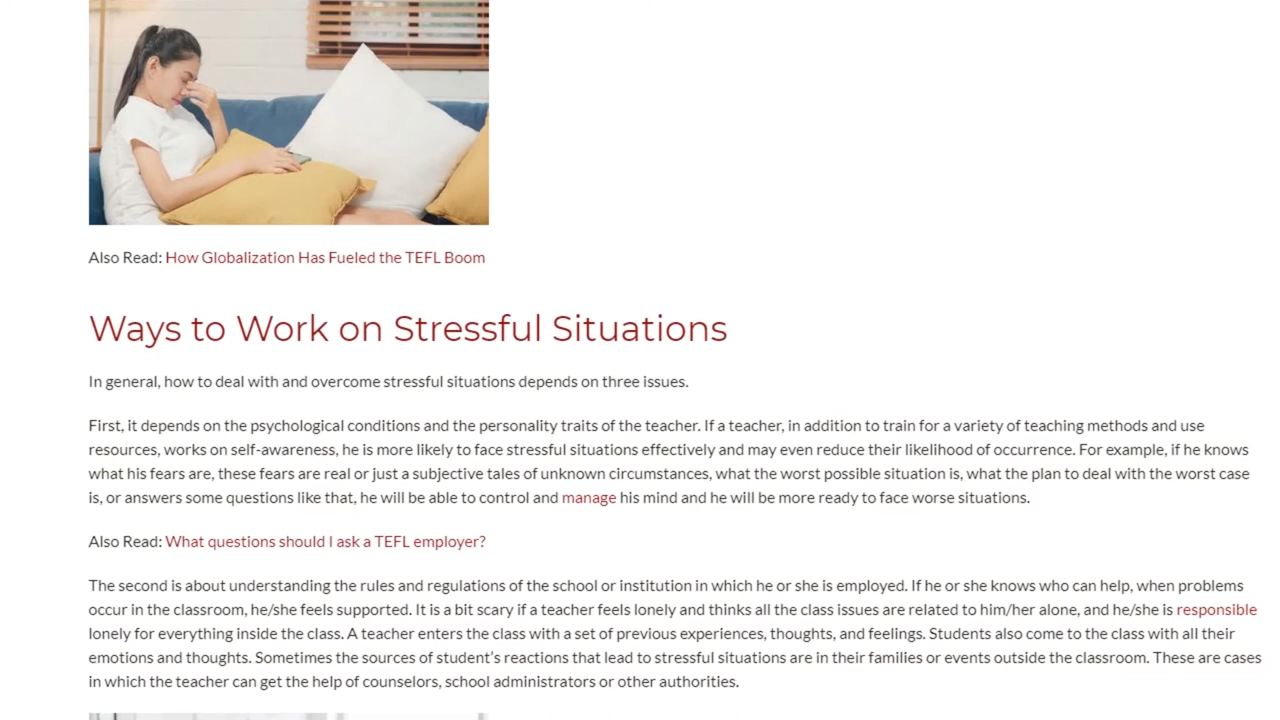 Also Read: How Globalization Has Fueled the TEFL Boom
Ways to Work on Stressful Situations
In general, how to deal with and overcome stressful situations depends on three issues.
First, it depends on the psychological conditions and the personality traits of the teacher. If a teacher, in addition to train for a variety of teaching methods and use
resources, works on self-awareness, he is more likely to face stressful situations effectively and may even reduce their likelihood of occurrence. For example, if he knows
what his fears are, these fears are real or just a subjective tales of unknown circumstances, what the worst possible situation is, what the plan to deal with the worst case
is, or answers some questions like that, he will be able to control and manage his mind and he will be more ready to face worse situations.
Also Read: What questions should I ask a TEFL employer?
The second is about understanding the rules and regulations of the school or institution in which he or she is employed. If he or she knows who can help, when problems
occur in the classroom, he/she feels supported. It is a bit scary if a teacher feels lonely and thinks all the class issues are related to him/her alone, and he/she is responsible
lonely for everything inside the class. A teacher enters the class with a set of previous experiences, thoughts, and feelings. Students also come to the class with all their
emotions and thoughts. Sometimes the sources of student's reactions that lead to stressful situations are in their families or events outside the classroom. These are cases
in which the teacher can get the help of counselors, school administrators or other authorities.